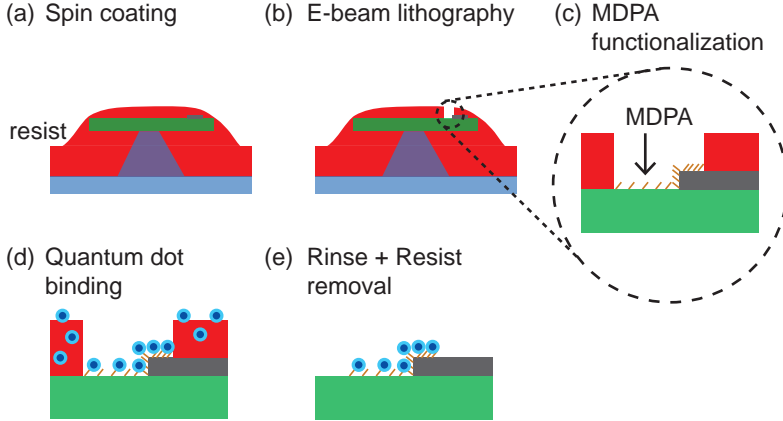 (a) Spin coating
(b) E-beam lithography
(c) MDPA
functionalization
resist
MDPA
(d) Quantum dot
binding
(e) Rinse + Resist
removal